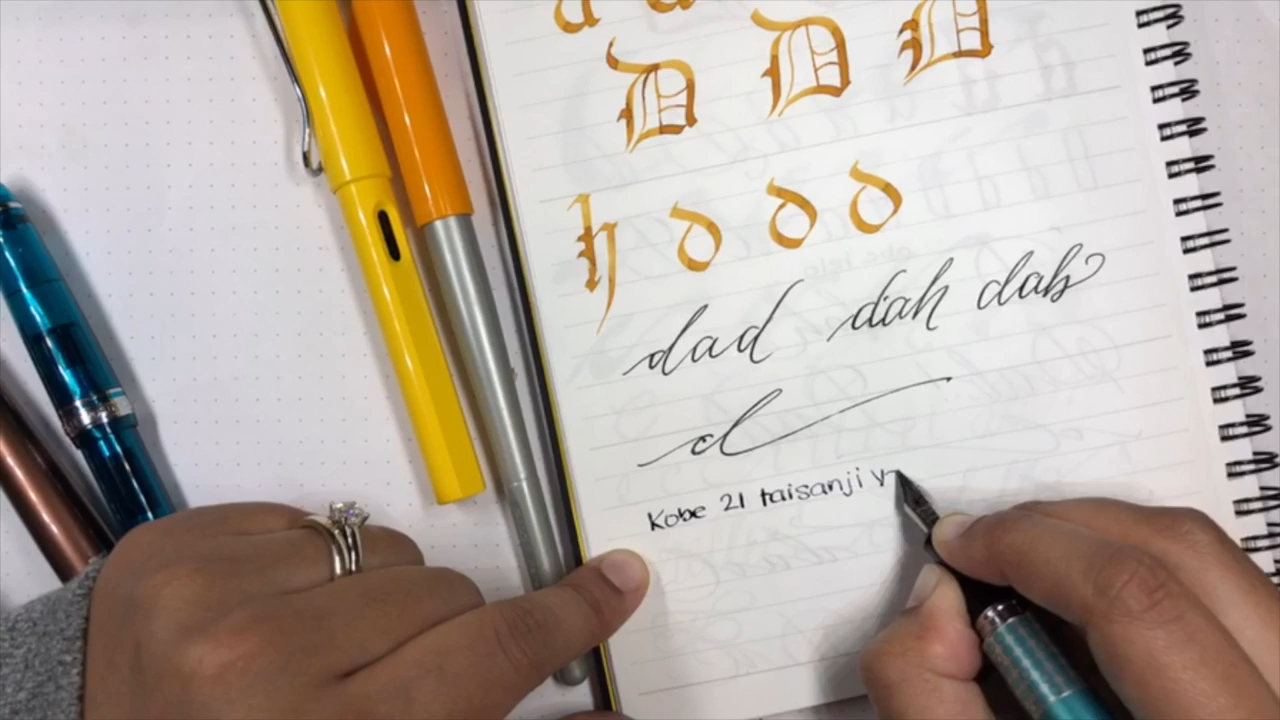 a a
D D D
h d d d
dad dah dab
d
Kobe 21 taisanji y